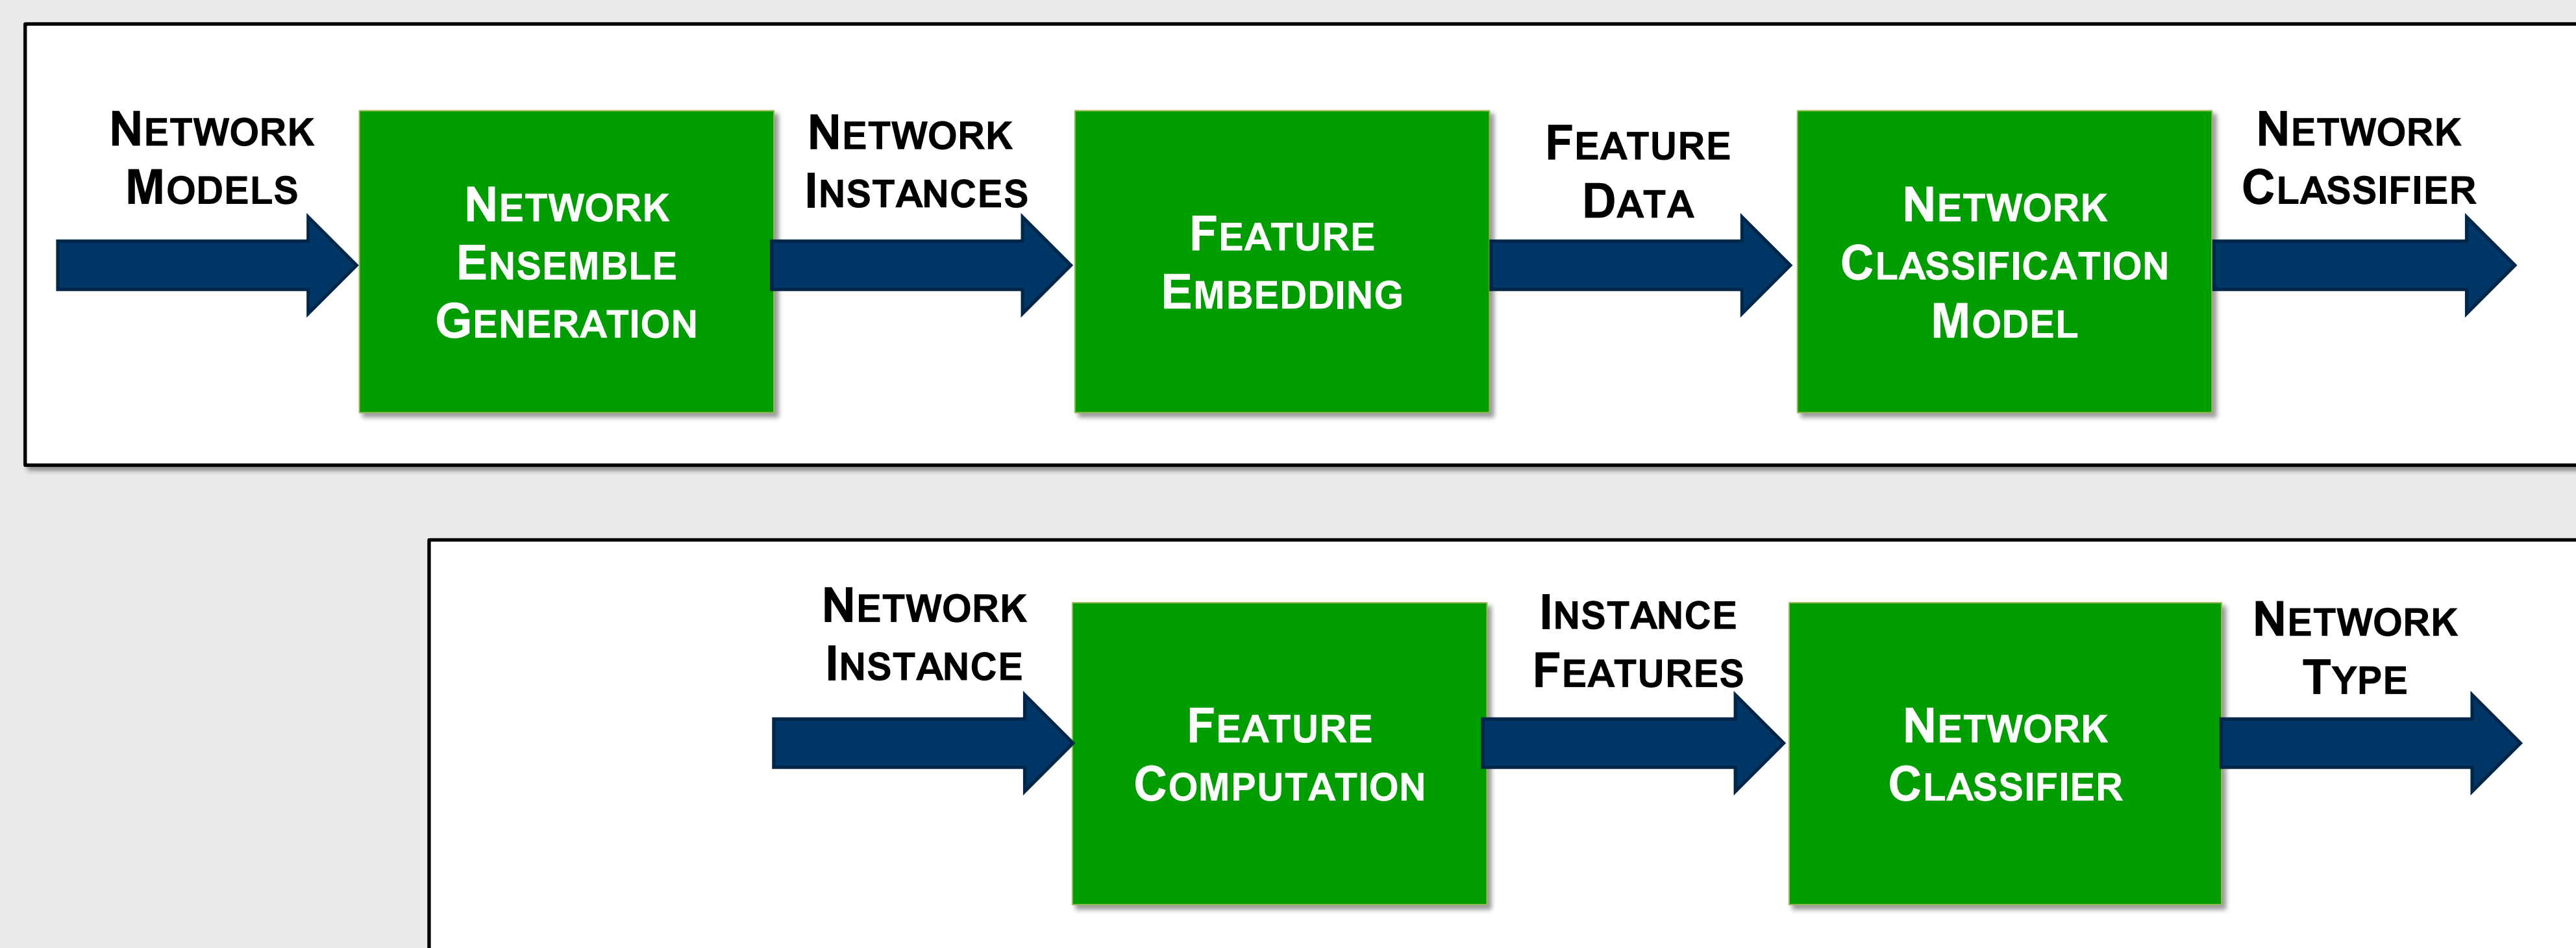 NETWORK
MODELS
NETWORK
ENSEMBLE
GENERATION
NETWORK
INSTANCES
FEATURE
EMBEDDING
FEATURE
DATA
NETWORK
CLASSIFICATION
MODEL
NETWORK
CLASSIFIER
NETWORK
INSTANCE
FEATURE
COMPUTATION
INSTANCE
FEATURES
NETWORK
CLASSIFIER
NETWORK
TYPE